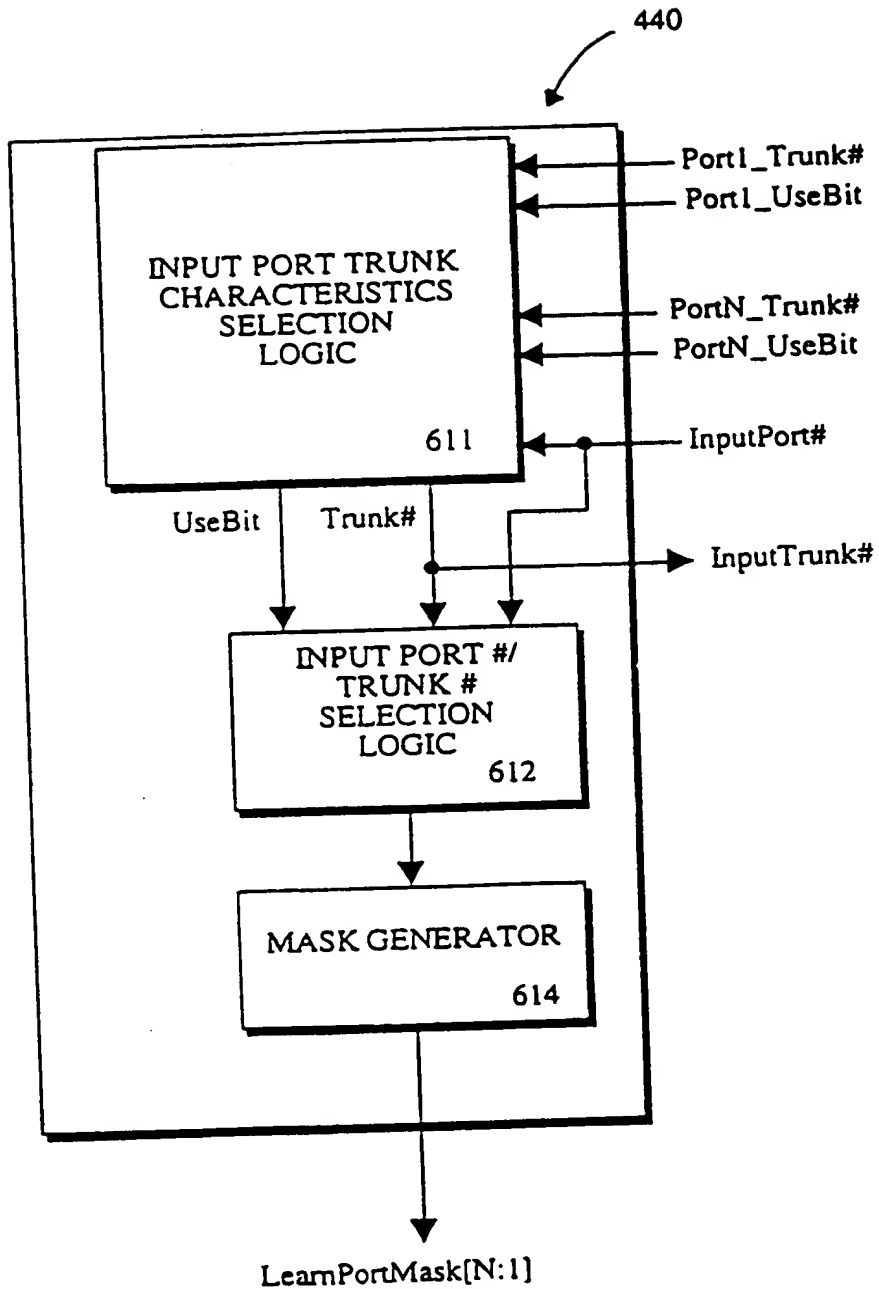 440
Port1_Trunk#
Port1_UseBit
INPUT PORT TRUNK
CHARACTERISTICS
SELECTION
LOGIC
PortN_Trunk#
PortN_UseBit
611
InputPort#
UseBit
Trunk#
InputTrunk#
INPUT PORT #/
TRUNK #
SELECTION
LOGIC
612
MASK GENERATOR
614
LearnPortMask[N:1]